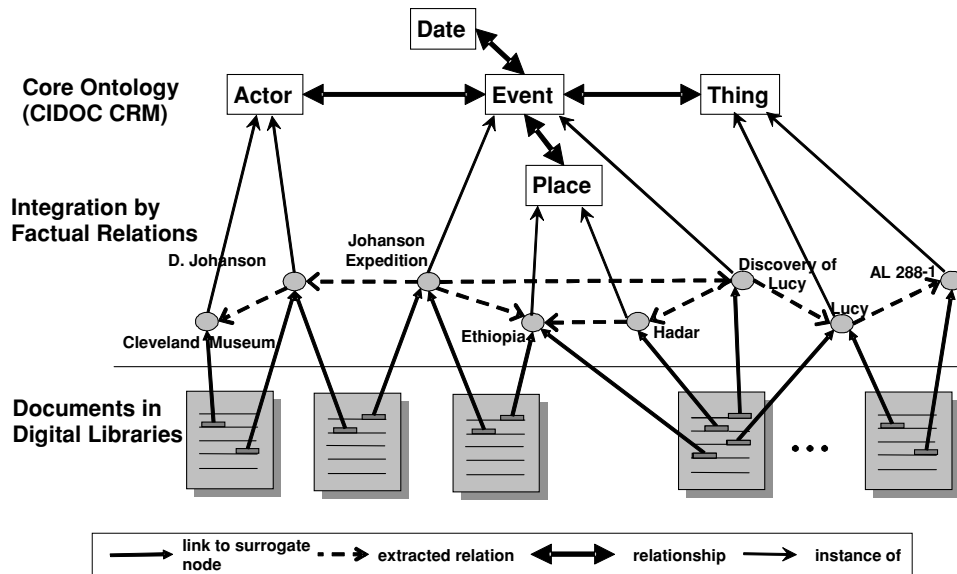 Date
Core Ontology
(CIDOC CRM)
Actor
Event
Thing
Place
Integration by
Factual Relations
D. Johanson
Johanson
Expedition
Discovery of
Lucy
AL 288-1
Cleveland Museum
Ethiopia
Hadar
Lucy
Documents in
Digital Libraries
link to surrogate
node
extracted relation
relationship
instance of